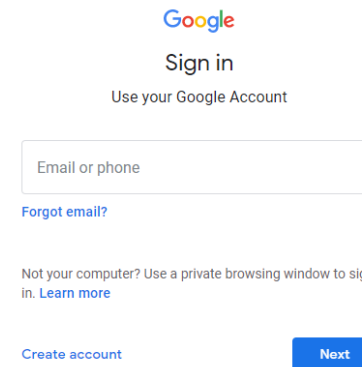 Google
Sign in
Use your Google Account
Email or phone
Forgot email?
Not your computer? Use a private browsing window to
in. Learn more
Create account
Next